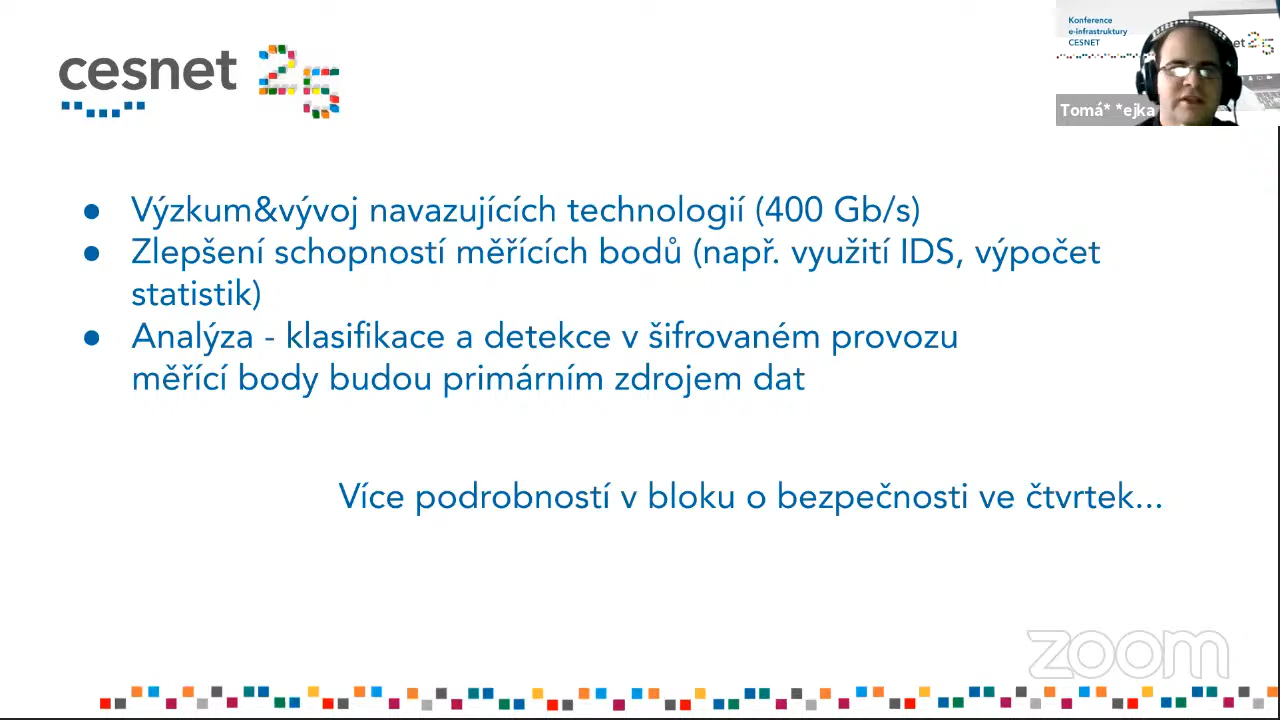 cesnet 25
Konference
e-infrastruktury
CESNET
Tomá* *ejka
● Výzkum&vývoj navazujících technologií (400 Gb/s)
● Zlepšení schopností měřících bodů (např. využití IDS, výpočet
statistik)
● Analýza - klasifikace a detekce v šifrovaném provozu
měřící body budou primárním zdrojem dat
Více podrobností v bloku o bezpečnosti ve čtvrtek...
zoom